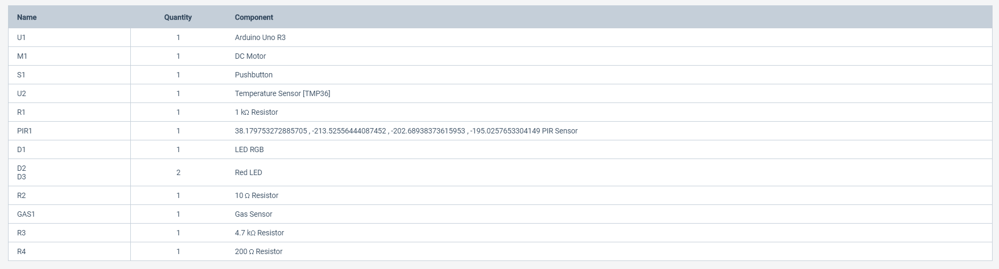 Name Quantity Component
U1 1 Arduino Uno R3
M1 1 DC Motor
S1 1 Pushbutton
U2 1 Temperature Sensor [TMP36]
R1 1 1 kΩ Resistor
PIR1 1 38.179753272885705 , -213.52556444087452 , -202.68938373615953 , -195.0257653304149 PIR Sensor
D1 1 LED RGB
D2
D3 2 Red LED
R2 1 10 Ω Resistor
GAS1 1 Gas Sensor
R3 1 4.7 kΩ Resistor
R4 1 200 Ω Resistor